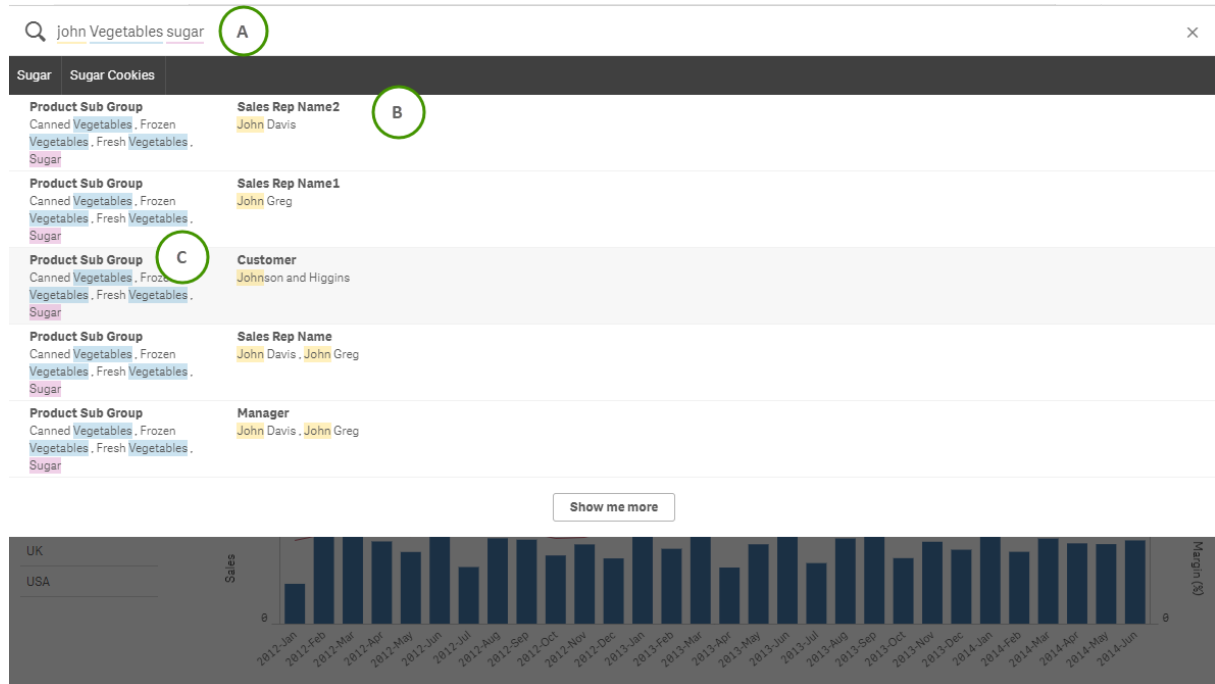 john Vegetables sugar A
Sugar Sugar Cookies
Product Sub Group
Canned Vegetables , Frozen
Vegetables , Fresh Vegetables ,
Sugar
Sales Rep Name2
John Davis
B
Product Sub Group
Canned Vegetables , Frozen
Vegetables , Fresh Vegetables ,
Sugar
Sales Rep Name1
John Greg
Product Sub Group
C
Canned Vegetables , Frozen
Vegetables , Fresh Vegetables ,
Sugar
Customer
Johnson and Higgins
Product Sub Group
Canned Vegetables , Frozen
Vegetables , Fresh Vegetables ,
Sugar
Sales Rep Name
John Davis , John Greg
Product Sub Group
Canned Vegetables , Frozen
Vegetables , Fresh Vegetables ,
Sugar
Manager
John Davis , John Greg
Show me more
UK
USA
Sales
0
2012-Jan
2012-Feb
2012-Mar
2012-Apr
2012-May
2012-Jun
2012-Jul
2012-Aug
2012-Sep
2012-Oct
2012-Nov
2012-Dec
2013-Jan
2013-Feb
2013-Mar
2013-Apr
2013-May
2013-Jun
2013-Jul
2013-Aug
2013-Sep
2013-Oct
2013-Nov
2013-Dec
2014-Jan
2014-Feb
2014-Mar
2014-Apr
2014-May
2014-Jun
0
Margin (%)